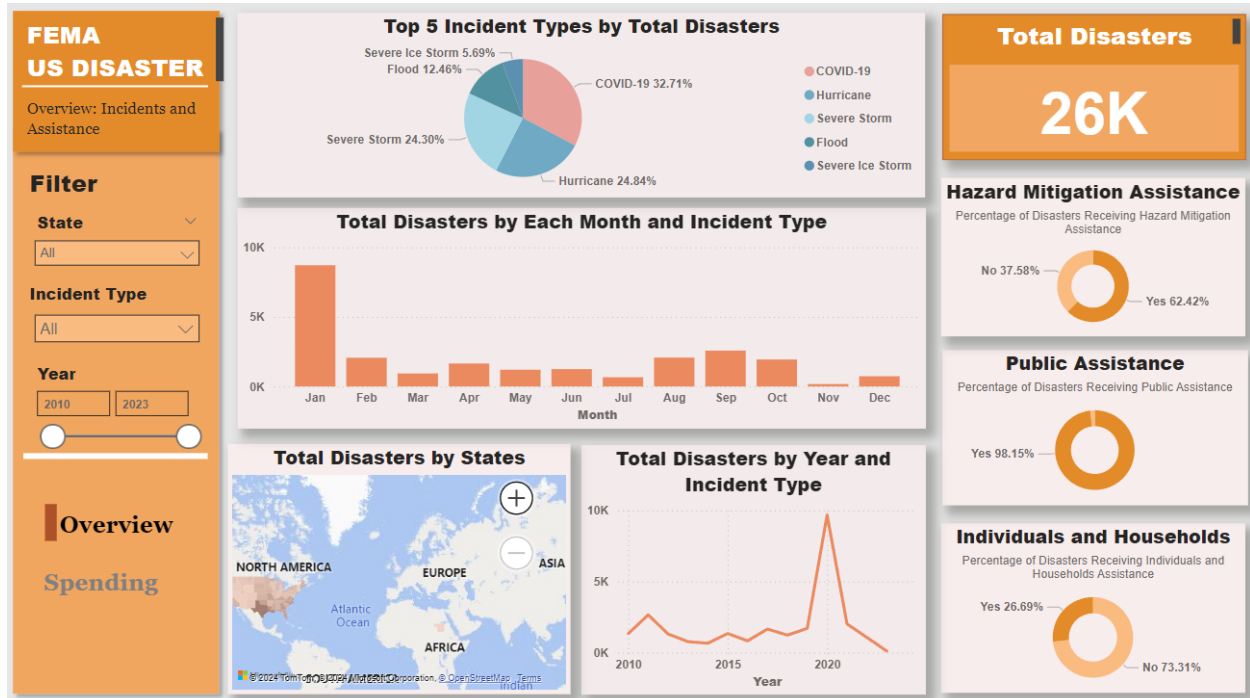 FEMA
US DISASTER
Overview: Incidents and
Assistance
Filter
State
All
Incident Type
All
Year
2010
2023
Overview
Spending
Top 5 Incident Types by Total Disasters
Severe Ice Storm 5.69%
Flood 12.46%
COVID-19 32.71%
Severe Storm 24.30%
Hurricane 24.84%
COVID-19
Hurricane
Severe Storm
Flood
Severe Ice Storm
Total Disasters by Each Month and Incident Type
10K
5K
0K
Jan Feb Mar Apr May Jun Jul Aug Sep Oct Nov Dec
Month
Total Disasters by States
NORTH AMERICA
EUROPE
ASIA
Atlantic
Ocean
AFRICA
© 2024 TomTom, © 2024 Microsoft Corporation, © OpenStreetMap Terms
Indian
Total Disasters by Year and
Incident Type
10K
5K
0K
2010 2015 2020
Year
Total Disasters
26K
Hazard Mitigation Assistance
Percentage of Disasters Receiving Hazard Mitigation
Assistance
No 37.58%
Yes 62.42%
Public Assistance
Percentage of Disasters Receiving Public Assistance
Yes 98.15%
Individuals and Households
Percentage of Disasters Receiving Individuals and
Households Assistance
Yes 26.69%
No 73.31%